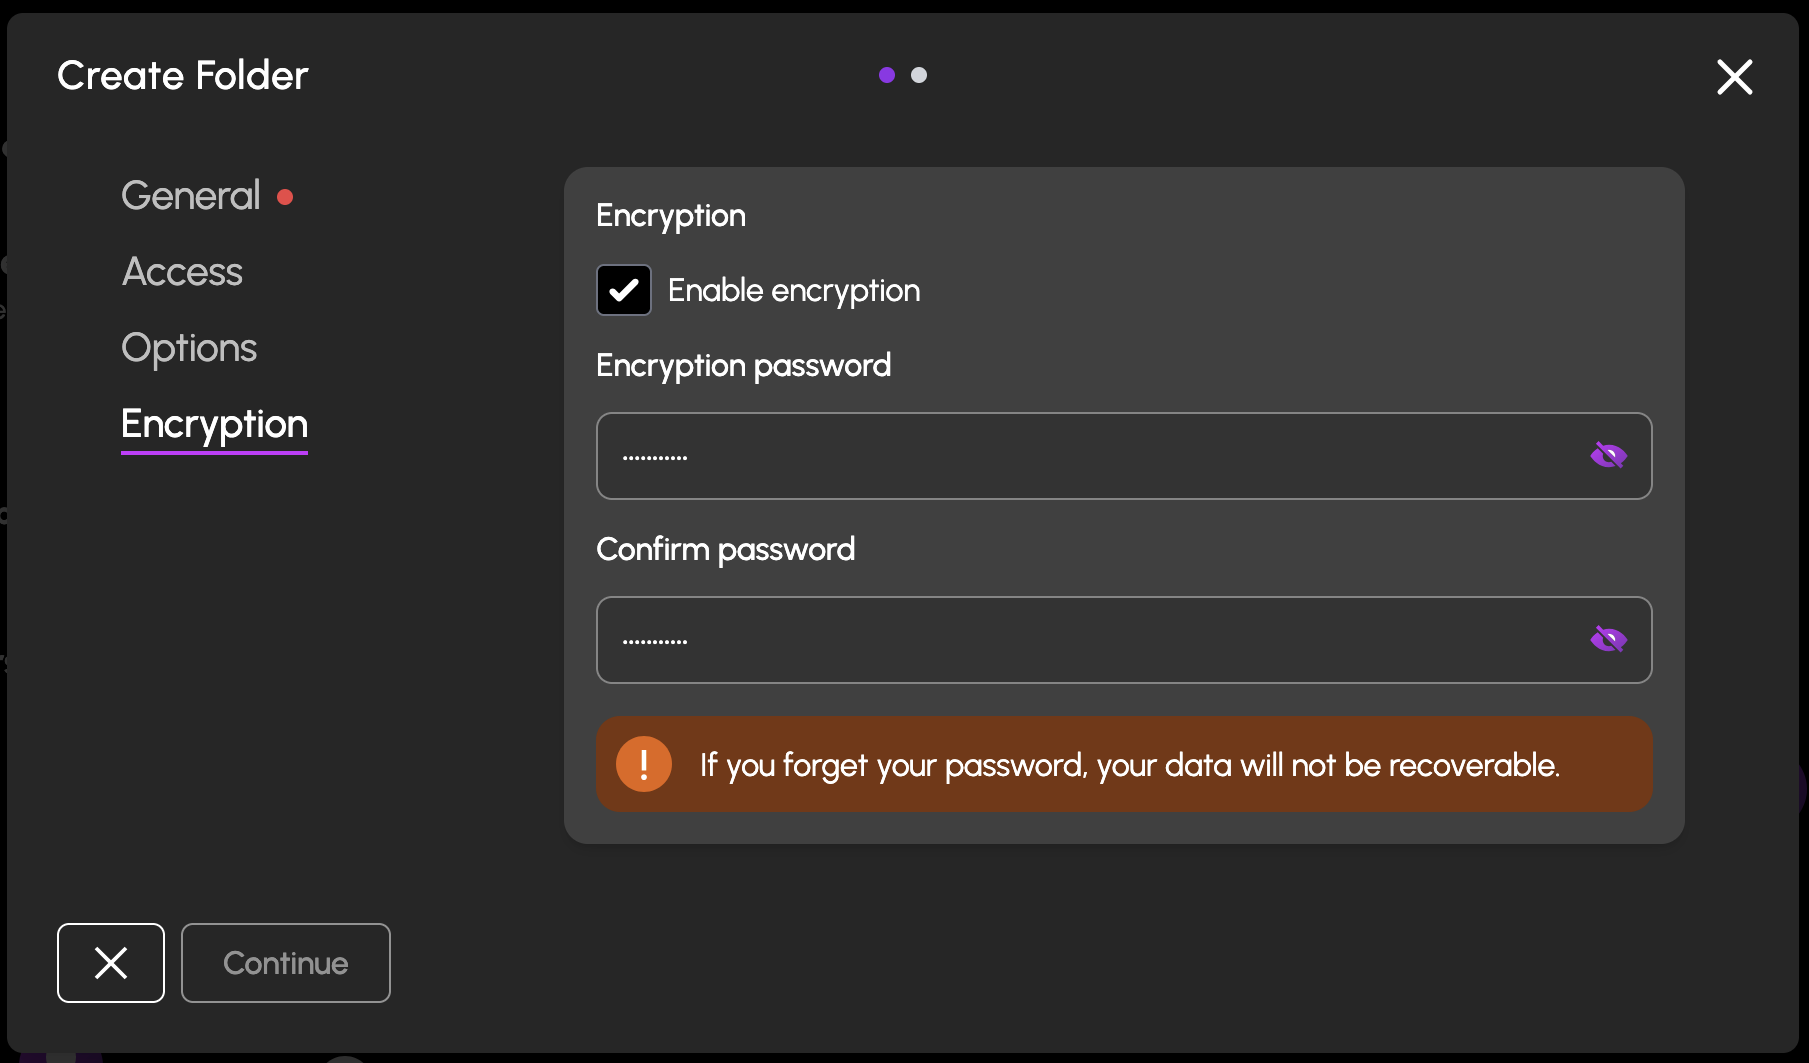 Create Folder
General
Access
Options
Encryption
Encryption
Enable encryption
Encryption password
•••••••••••
Confirm password
•••••••••••
If you forget your password, your data will not be recoverable.
Continue